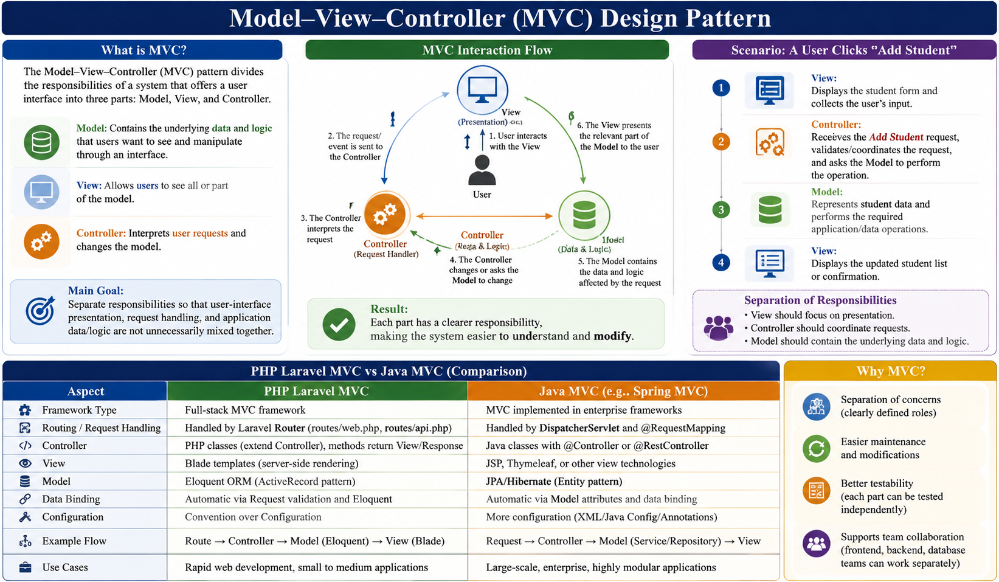 Model–View–Controller (MVC) Design Pattern
What is MVC?
The Model–View–Controller (MVC) pattern divides
the responsibilities of a system that offers a user
interface into three parts: Model, View, and Controller.
Model: Contains the underlying data and logic
that users want to see and manipulate
through an interface.
View: Allows users to see all or part
of the model.
Controller: Interprets user requests and
changes the model.
Main Goal:
Separate responsibilities so that user-interface
presentation, request handling, and application
data/logic are not unnecessarily mixed together.
MVC Interaction Flow
View
(Presentation)
1. User interacts
with the View
User
2. The request/
event is sent to
the Controller
3. The Controller
interprets the
request
Controller
(Request Handler)
Controller
4. The Controller
changes or asks the
Model to change
(Data & Logic)
5. The Model contains
the data and logic
affected by the request
6. The View presents
the relevant part of
the Model to the user
Result:
Each part has a clearer responsibility,
making the system easier to understand and modify.
Scenario: A User Clicks "Add Student"
1
View:
Displays the student form and
collects the user's input.
2
Controller:
Receèves the Add Student request,
validates/coordinates the request,
and asks the Model to perform
the operation.
3
Model:
Represents student data and
performs the required
application/data operations.
4
View:
Displays the updated student list
or confirmation.
Separation of Responsibilities
• View should focus on presentation.
• Controller should coordinate requests.
• Model should contain the underlying data and logic.
PHP Laravel MVC vs Java MVC (Comparison)
Aspect PHP Laravel MVC Java MVC (e.g.. Spring MVC)
Framework Type Full-stack MVC framework MVC implemented in enterprise frameworks
Routing / Request Handling Handled by Laravel Router (routes/web.php, routes/api.php) Handled by DispatcherServlet and @RequestMapping
Controller PHP classes (extend Controller), methods return View/Response Java classes with @Controller or @RestController
View Blade templates (server-side rendering) JSP, Thymeleaf, or other view technologies
Model Eloquent ORM (ActiveRecord pattern) JPA/Hibernate (Entity pattern)
Data Binding Automatic via Request validation and Eloquent Automatic via Model attributes and data binding
Configuration Convention over Configuration More configuration (XML/Java Config/Annotations)
Example Flow Route → Controller → Model (Eloquent) → View (Blade) Request → Controller → Model (Service/Repository) → View
Use Cases Rapid web development, small to medium applications Large-scale, enterprise, highly modular applications
Why MVC?
Separation of concerns
(clearly defined roles)
Easier maintenance
and modifications
Better testability
(each part can be tested
independently)
Supports team collaboration
(frontend, backend, database
teams can work separately)